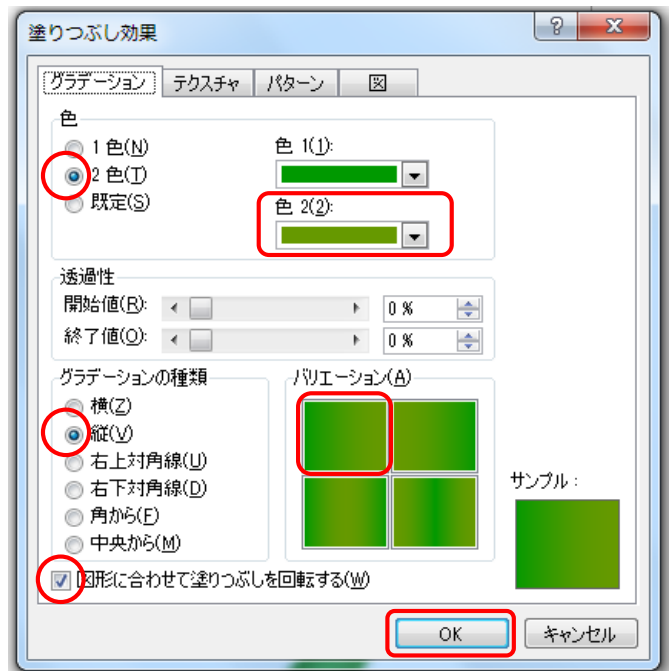 塗りつぶし効果
グラデーション テクスチャ パターン 図
色
1 色(N)
2 色(T)
既定(S)
色 1(1):
色 2(2):
透過性
開始値(R): 0 %
終了値(O): 0 %
グラデーションの種類
横(Z)
縦(V)
右上対角線(U)
右下対角線(D)
角から(F)
中央から(M)
バリエーション(A)
サンプル:
図形に合わせて塗りつぶしを回転する(W)
OK キャンセル